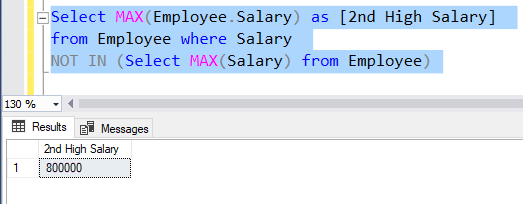 Select MAX(Employee.Salary) as [2nd High Salary]
from Employee where Salary
NOT IN (Select MAX(Salary) from Employee)
130 %
Results Messages
2nd High Salary
1 800000